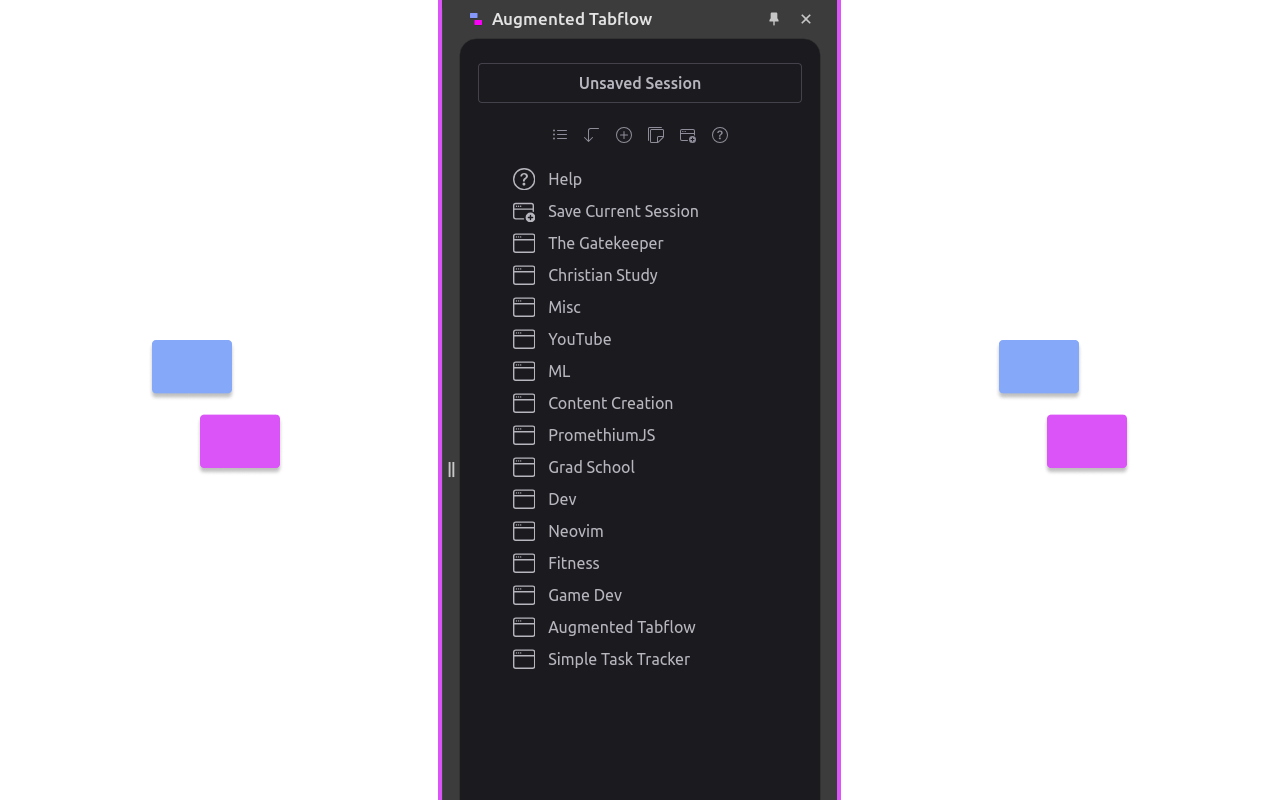 Augmented Tabflow
Unsaved Session
Help
Save Current Session
The Gatekeeper
Christian Study
Misc
YouTube
ML
Content Creation
PromethiumJS
Grad School
Dev
Neovim
Fitness
Game Dev
Augmented Tabflow
Simple Task Tracker